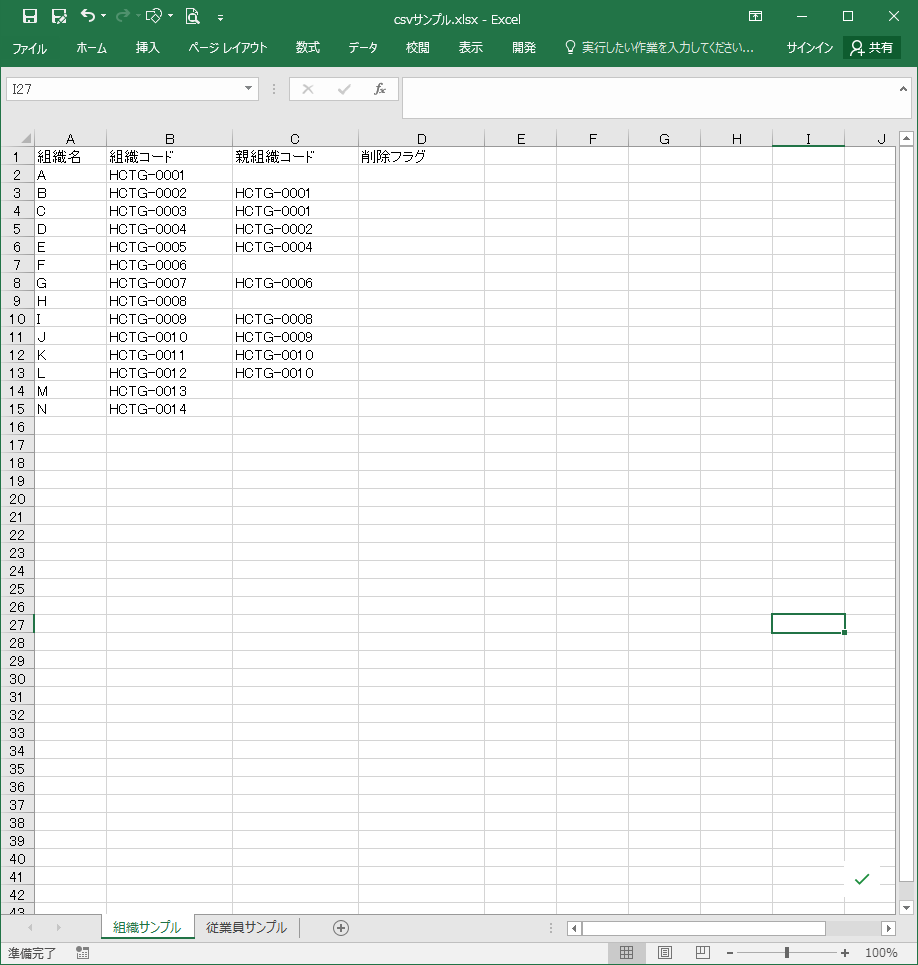 csvサンプル.xlsx - Excel
ファイル ホーム 挿入 ページ レイアウト 数式 データ 校閲 表示 開発 実行したい作業を入力してください... サインイン 共有
I27 fx
A B C D E F G H I J
1 組織名 組織コード 親組織コード 削除フラグ
2 A HCTG-0001
3 B HCTG-0002 HCTG-0001
4 C HCTG-0003 HCTG-0001
5 D HCTG-0004 HCTG-0002
6 E HCTG-0005 HCTG-0004
7 F HCTG-0006
8 G HCTG-0007 HCTG-0006
9 H HCTG-0008
10 I HCTG-0009 HCTG-0008
11 J HCTG-0010 HCTG-0009
12 K HCTG-0011 HCTG-0010
13 L HCTG-0012 HCTG-0010
14 M HCTG-0013
15 N HCTG-0014
16
17
18
19
20
21
22
23
24
25
26
27
28
29
30
31
32
33
34
35
36
37
38
39
40
41
42
43
組織サンプル 従業員サンプル
準備完了 100%